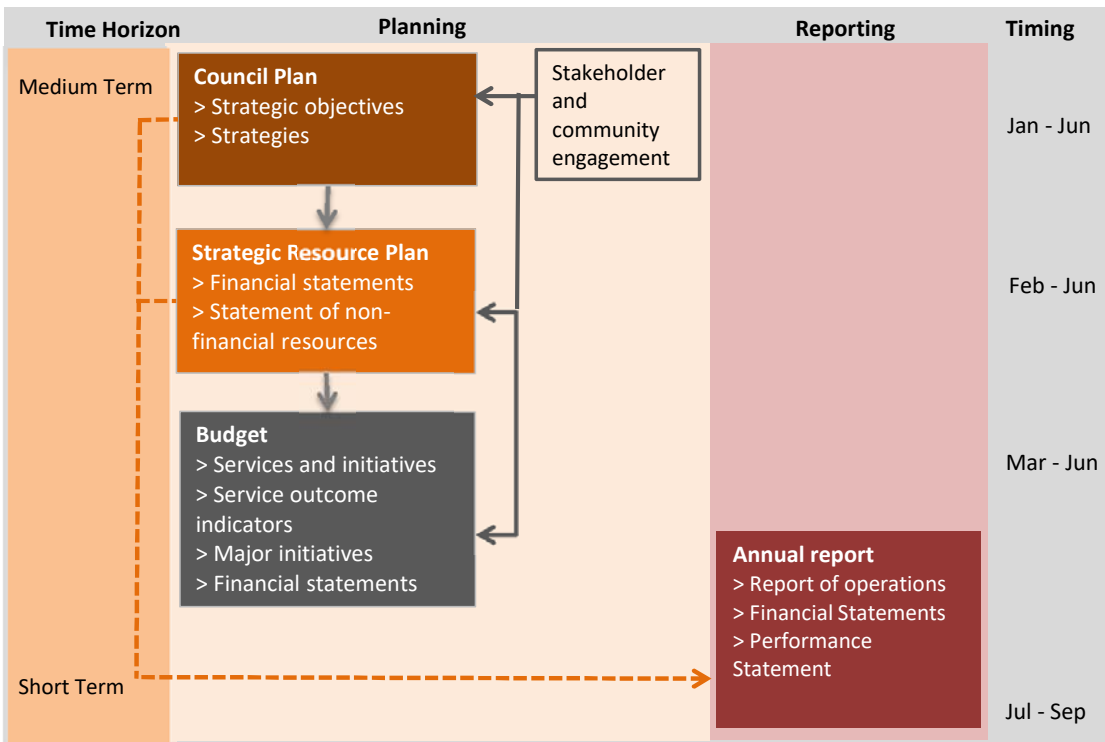 Time Horizon Planning Reporting Timing
Medium Term
Council Plan
> Strategic objectives
> Strategies
Stakeholder
and
community
engagement
Jan - Jun
Strategic Resource Plan
> Financial statements
> Statement of non-
financial resources
Feb - Jun
Budget
> Services and initiatives
> Service outcome
indicators
> Major initiatives
> Financial statements
Mar - Jun
Annual report
> Report of operations
> Financial Statements
> Performance
Statement
Short Term
Jul - Sep